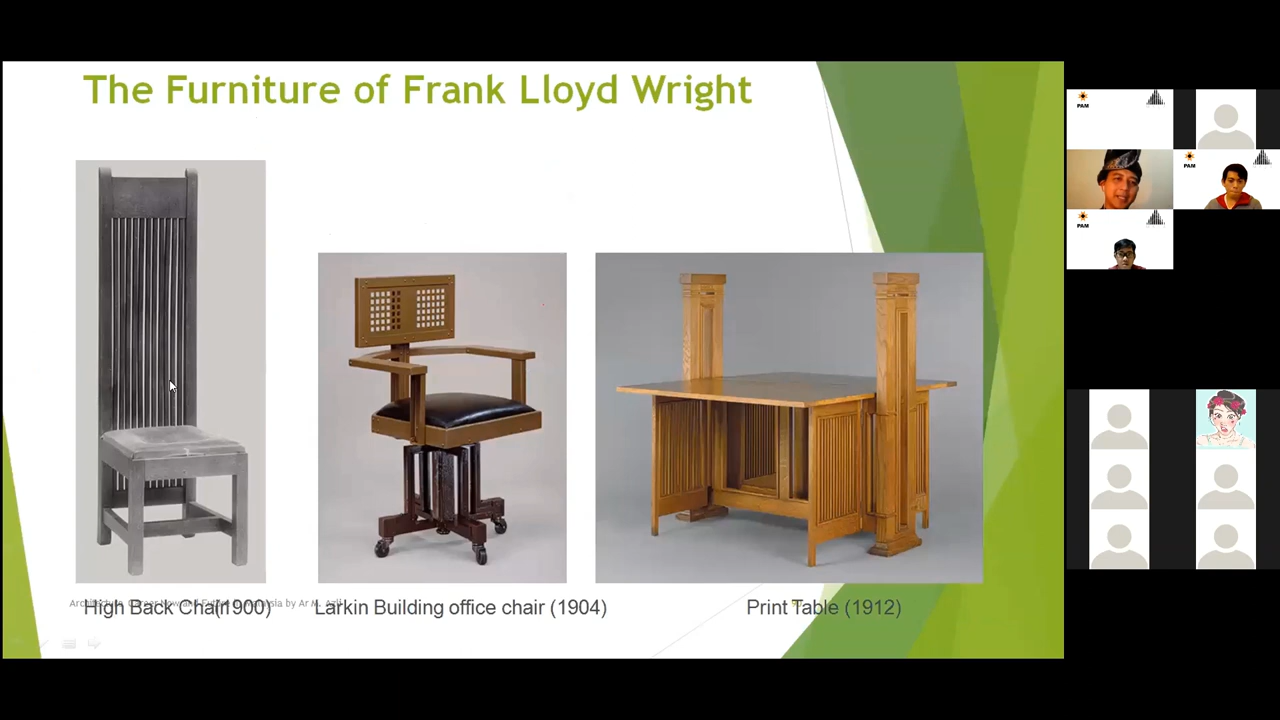 The Furniture of Frank Lloyd Wright
High Back Chai(1900)
Larkin Building office chair (1904)
Print Table (1912)
PAM
PAM
PAM